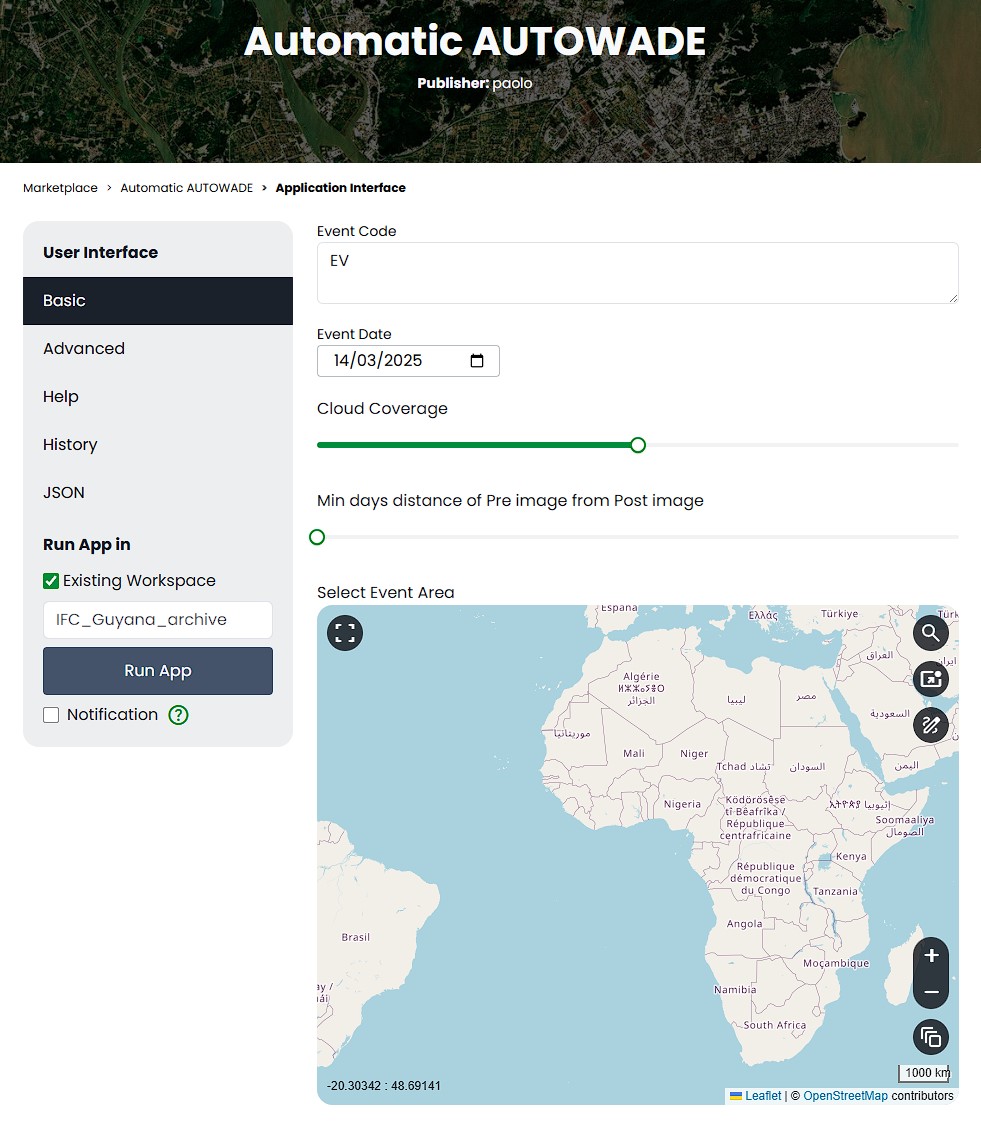 Automatic AUTOWADE
Publisher: paolo
Marketplace > Automatic AUTOWADE > Application Interface
User Interface
Basic
Advanced
Help
History
JSON
Run App in
Existing Workspace
IFC_Guyana_archive
Run App
Notification ?
Event Code
EV
Event Date
14/03/2025
Cloud Coverage
Min days distance of Pre image from Post image
Select Event Area
España
Ελλάς
Türkiye
العراق
Algérie
ⵍⵣⵣⴰⵢⴻⵔ
الجزائر
ليبيا
مصر
السعودية
موريتانيا
Mali
Niger
Tchad تشاد
السودان
اليمن
Nigeria
Ködörösêse
tî Bêafrîka /
République
centrafricaine
ኢትዮጵያ إثيوبيا
Soomaaliya
الصومال
Kenya
République
démocratique
du Congo
Tanzania
Angola
Brasil
Moçambique
Namibia
South Africa
-20.30342 : 48.69141
+
−
1000 km
Leaflet | © OpenStreetMap contributors